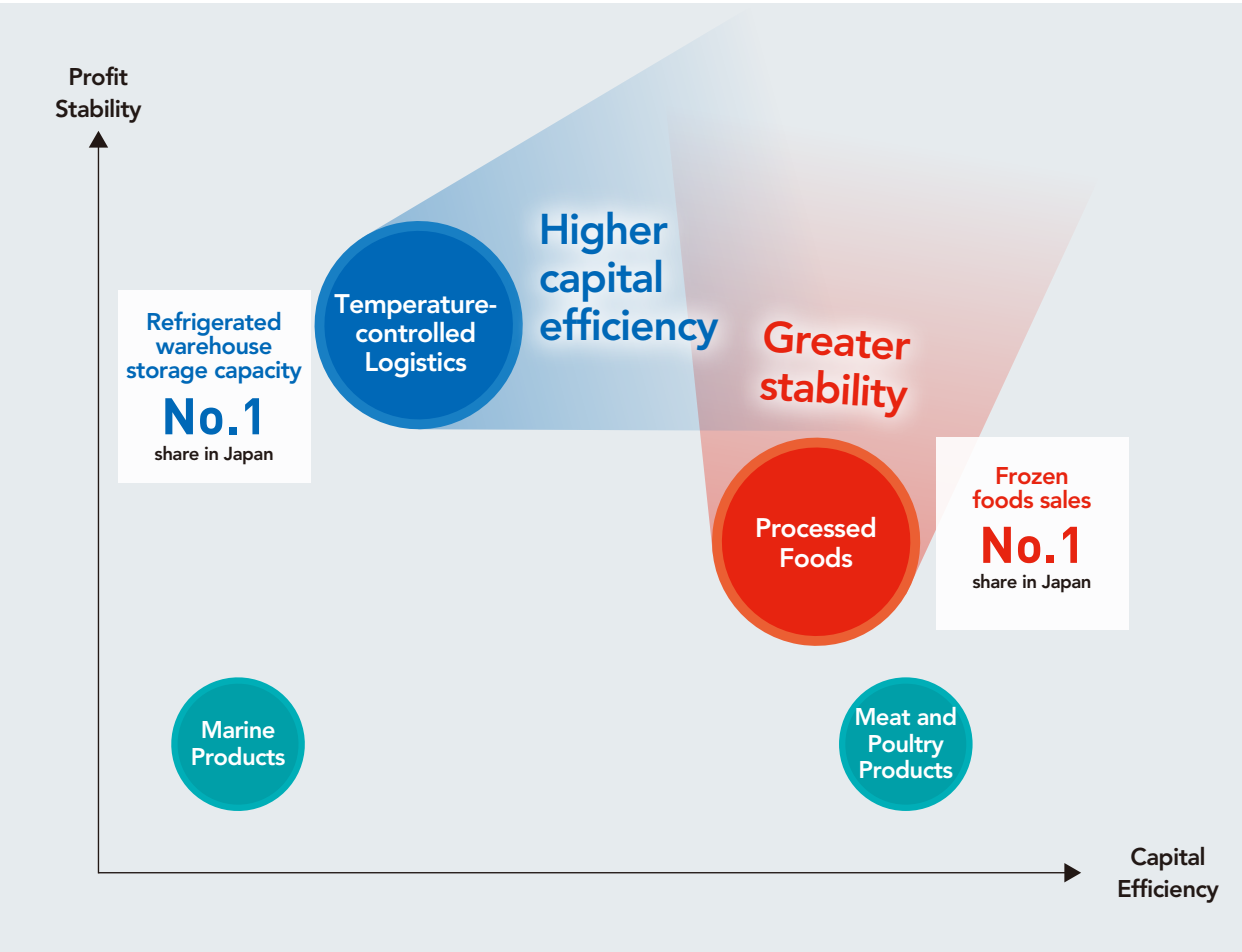 Profit
Stability
Higher
capital
efficiency
Temperature-
controlled
Logistics
Refrigerated
warehouse
storage capacity
No.1
share in Japan
Greater
stability
Processed
Foods
Frozen
foods sales
No.1
share in Japan
Marine
Products
Meat and
Poultry
Products
Capital
Efficiency